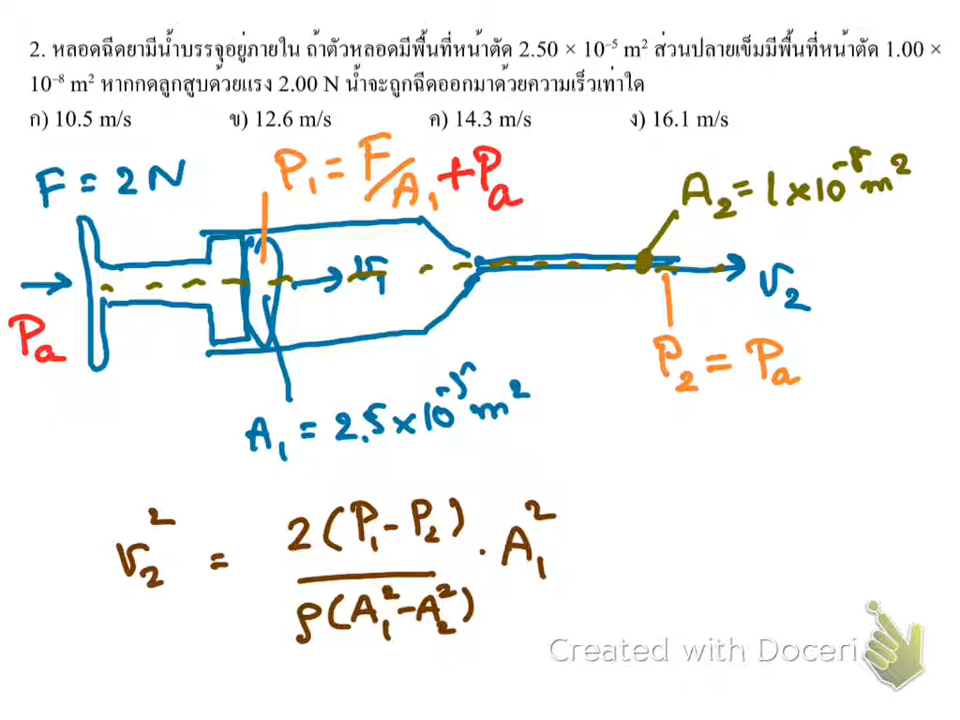 2. หลอดฉีดยามีน้ำบรรจุอยู่ภายใน ถ้าตัวหลอดมีพื้นที่หน้าตัด 2.50 × 10⁻⁵ m² ส่วนปลายเข็มมีพื้นที่หน้าตัด 1.00 ×
10⁻⁸ m² หากกดลูกสูบด้วยแรง 2.00 N น้ำจะถูกฉีดออกมาด้วยความเร็วเท่าใด
ก) 10.5 m/s ข) 12.6 m/s ค) 14.3 m/s ง) 16.1 m/s
F = 2 N
P₁ = F/A₁ + Pₐ
A₂ = 1 × 10⁻⁸ m²
v₁
v₂
Pₐ
P₂ = Pₐ
A₁ = 2.5 × 10⁻⁵ m²
v₂² = 2(P₁ - P₂) / ρ(A₁² - A₂²) · A₁²
Created with Doceri